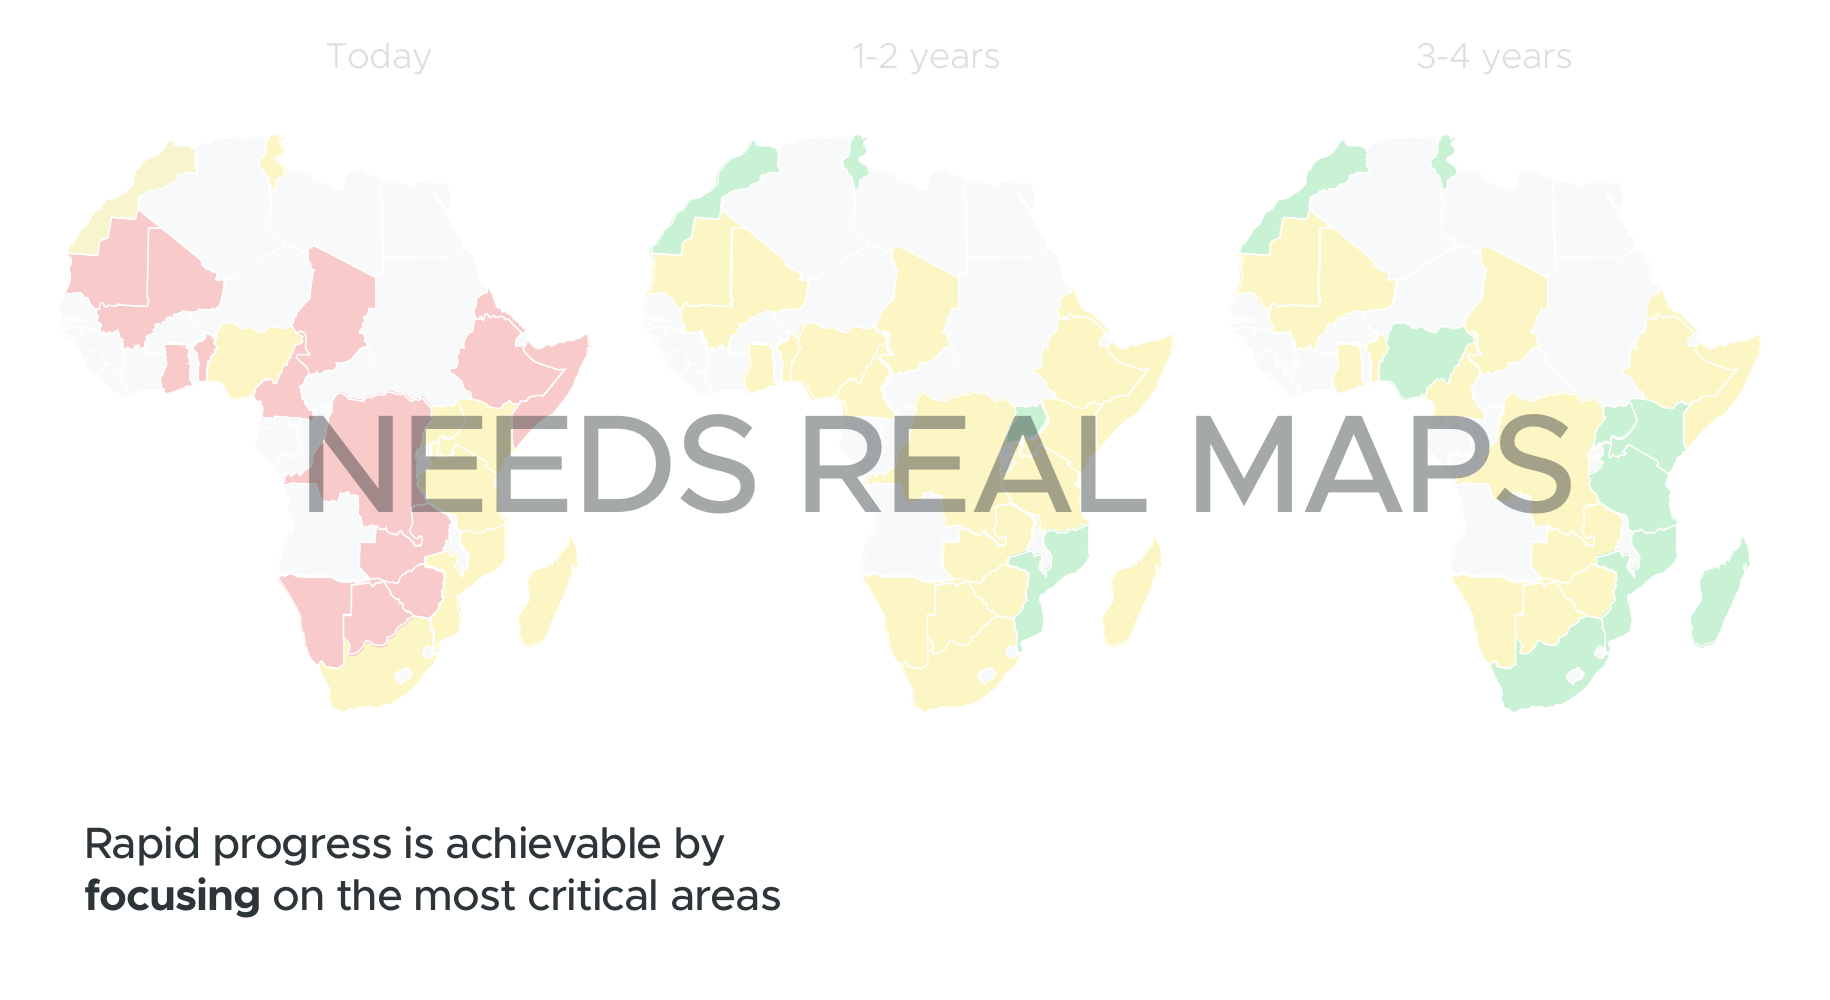 Today
1-2 years
3-4 years
NEEDS REAL MAPS
Rapid progress is achievable by
focusing on the most critical areas